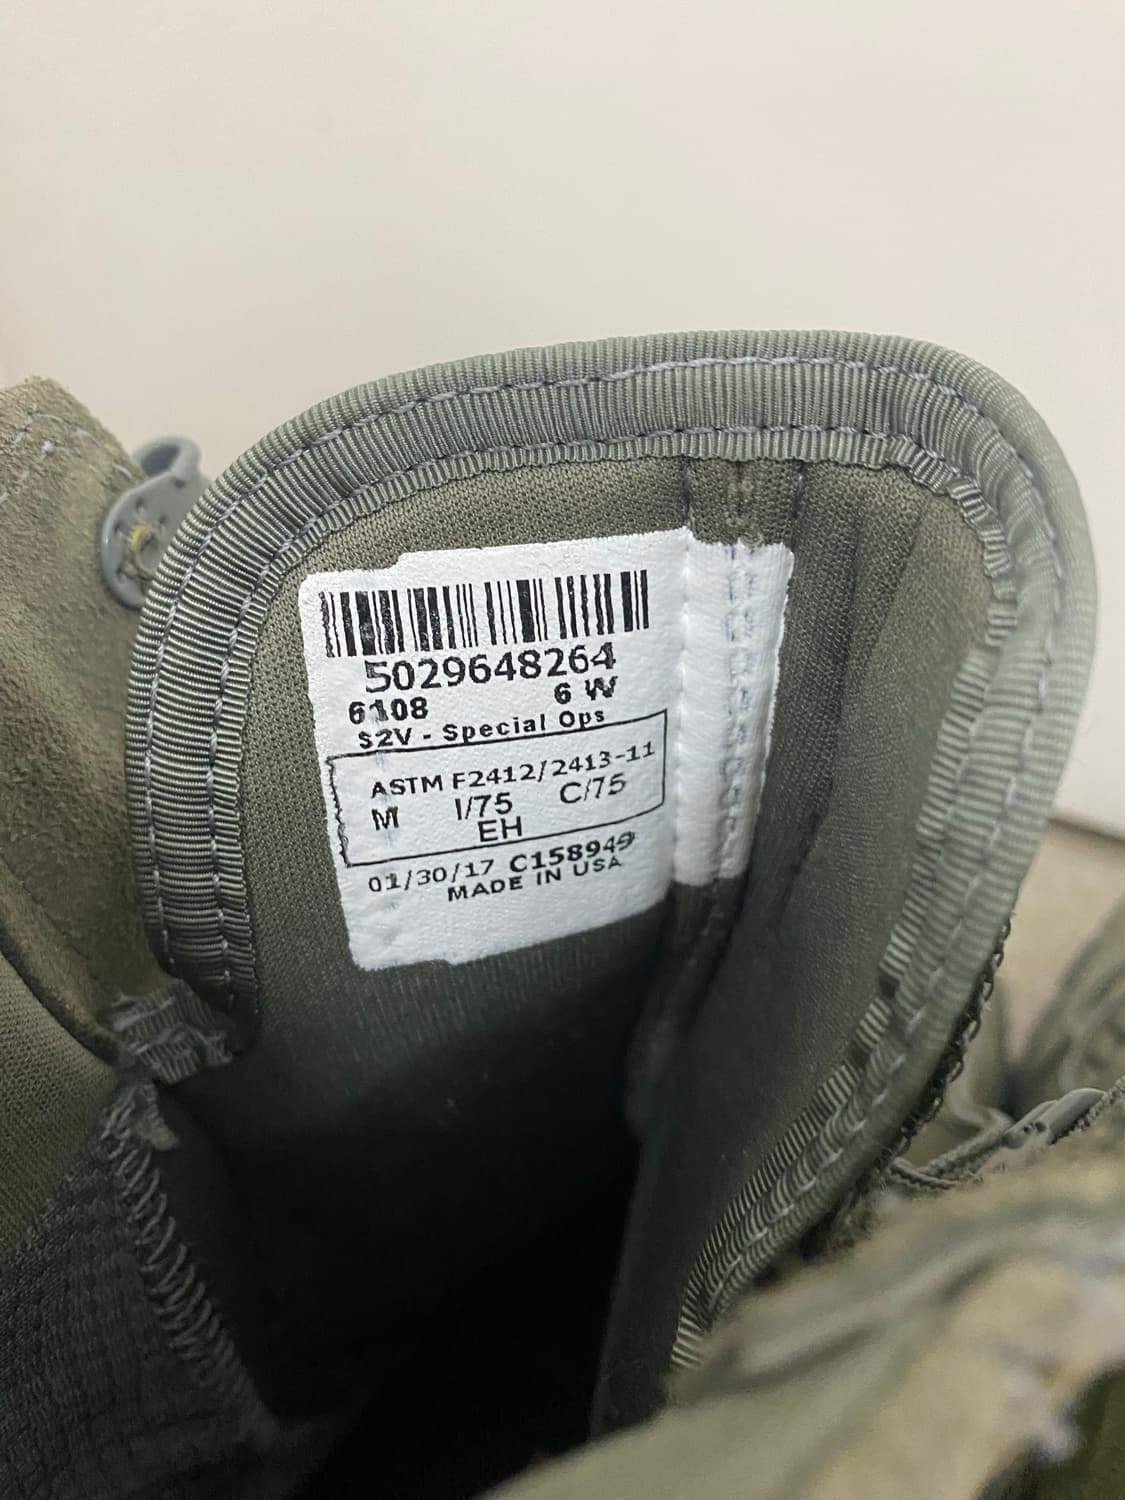 5029648264
6108 6 W
S2V - Special Ops
ASTM F2412/2413-11
M I/75 C/75
EH
01/30/17 C158949
MADE IN USA